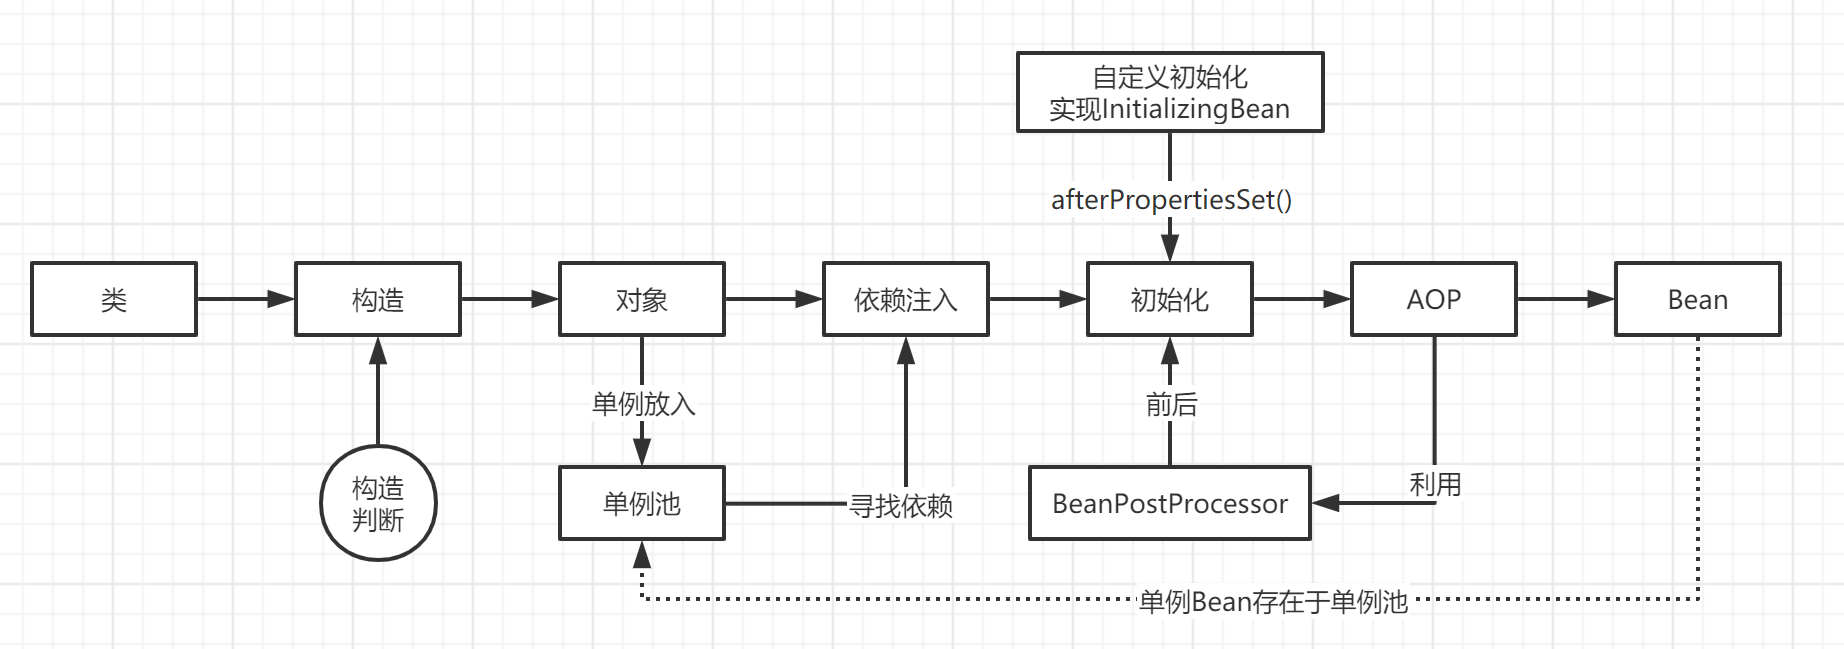 自定义初始化
实现InitializingBean
afterPropertiesSet()
类
构造
对象
依赖注入
初始化
AOP
Bean
单例放入
前后
构造
判断
单例池
寻找依赖
BeanPostProcessor
利用
单例Bean存在于单例池